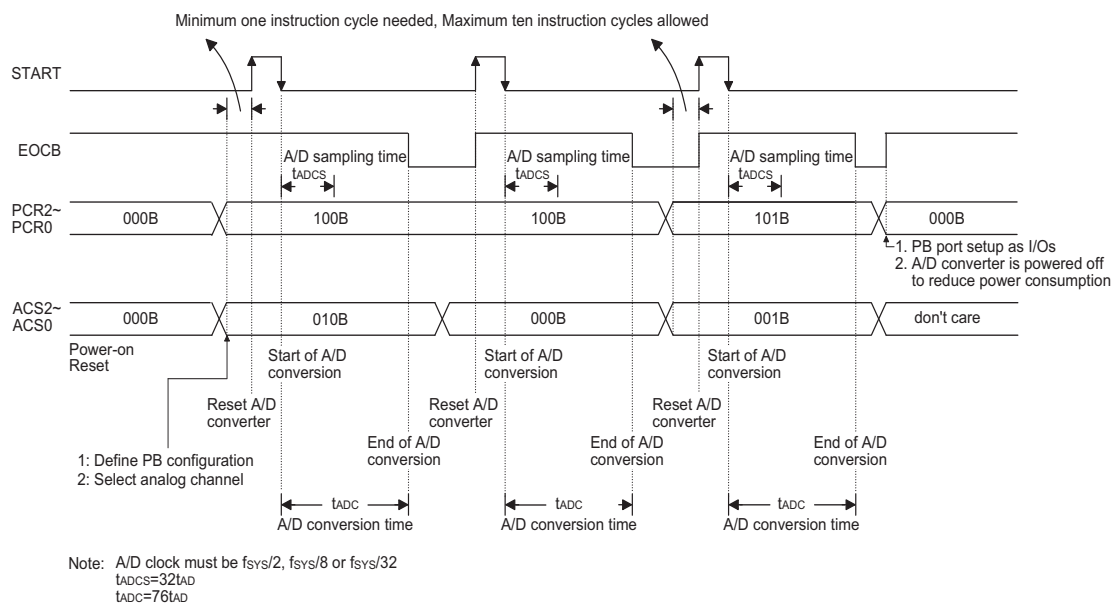 Minimum one instruction cycle needed, Maximum ten instruction cycles allowed
START
EOCB
A/D sampling time
tADCS
A/D sampling time
tADCS
A/D sampling time
tADCS
PCR2~
PCR0
000B
100B
100B
101B
000B
1. PB port setup as I/Os
2. A/D converter is powered off
to reduce power consumption
ACS2~
ACS0
000B
010B
000B
001B
don't care
Power-on
Reset
Start of A/D
conversion
Start of A/D
conversion
Start of A/D
conversion
Reset A/D
converter
Reset A/D
converter
Reset A/D
converter
End of A/D
conversion
End of A/D
conversion
End of A/D
conversion
1: Define PB configuration
2: Select analog channel
tADC
A/D conversion time
tADC
A/D conversion time
tADC
A/D conversion time
Note: A/D clock must be fSYS/2, fSYS/8 or fSYS/32
tADCS=32tAD
tADC=76tAD